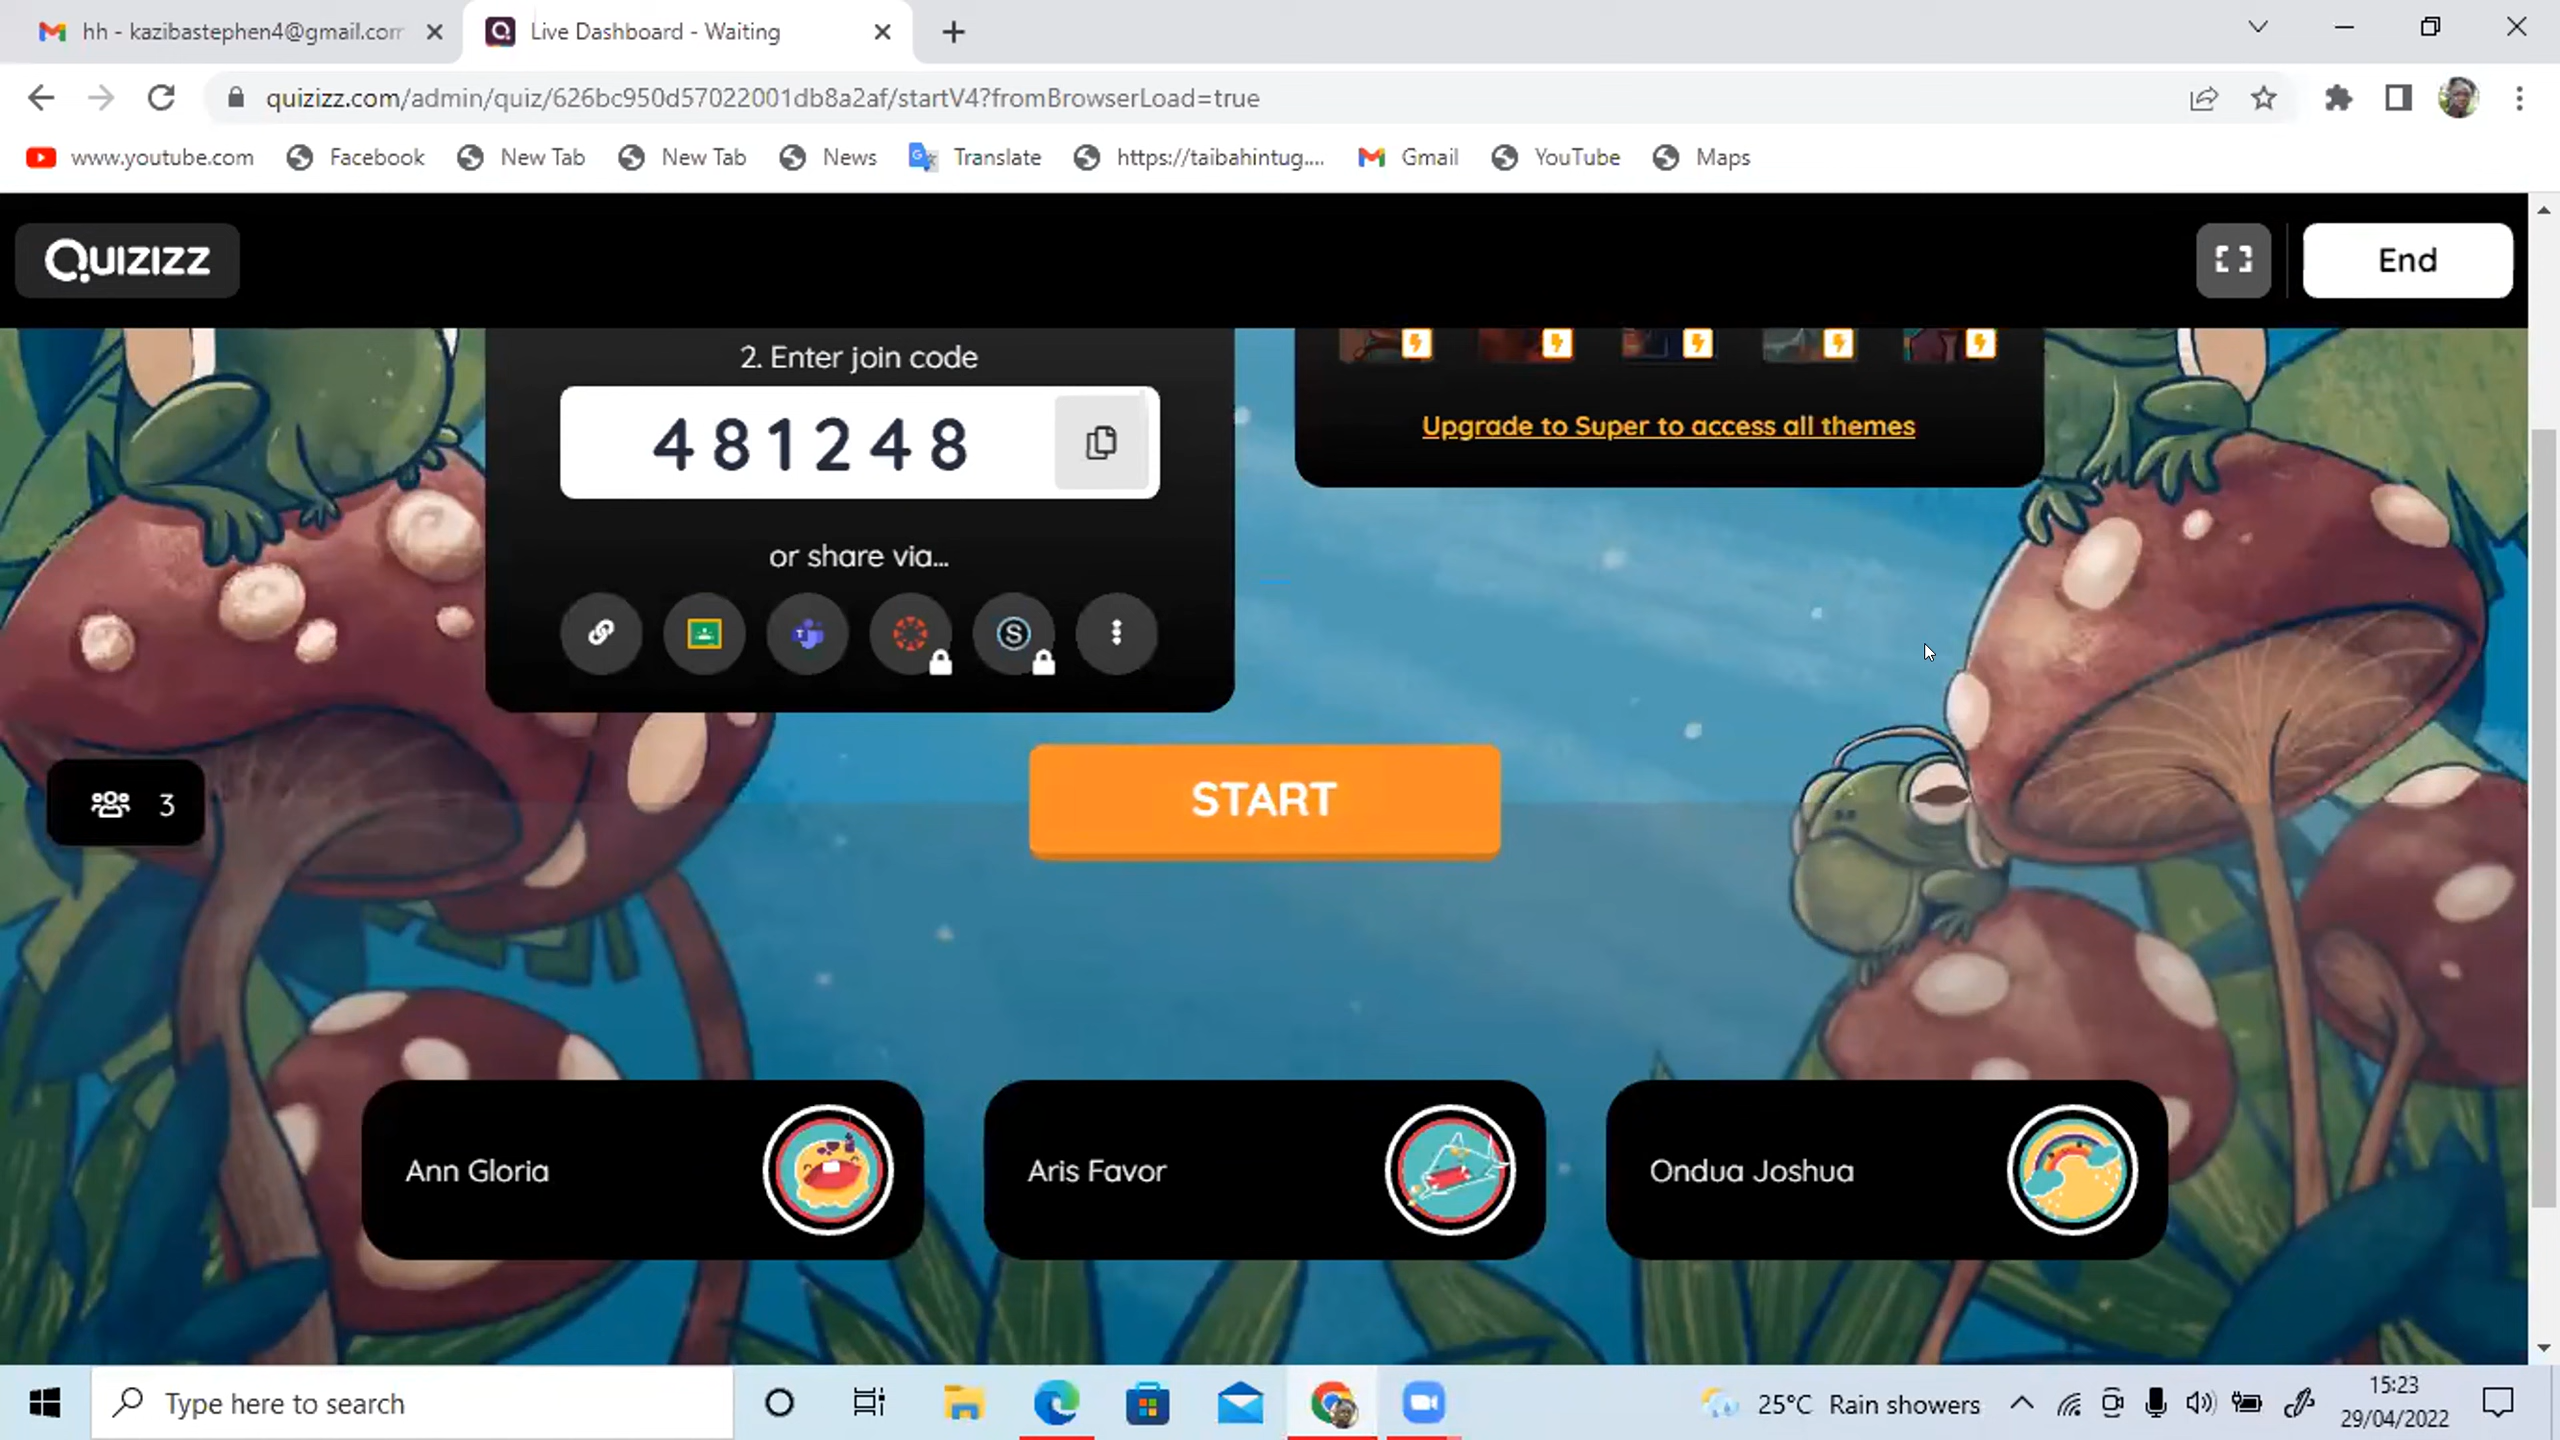 hh - kazibastephen4@gmail.com
Live Dashboard - Waiting
quizizz.com/admin/quiz/626bc950d57022001db8a2af/startV4?fromBrowserLoad=true
www.youtube.com Facebook New Tab New Tab News Translate https://taibahintug.... Gmail YouTube Maps
QUIZIZZ
End
2. Enter join code
481248
Upgrade to Super to access all themes
or share via...
3
START
Ann Gloria
Aris Favor
Ondua Joshua
Type here to search
25°C Rain showers
15:23
29/04/2022